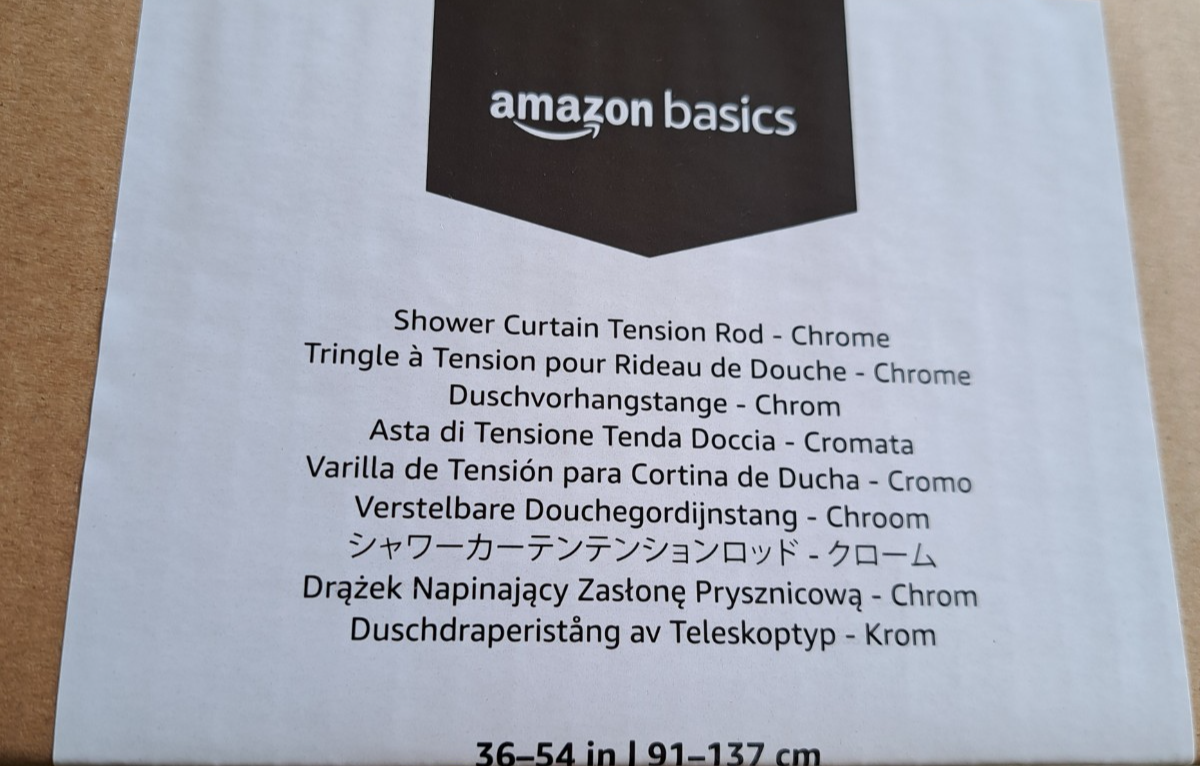 amazon basics
Shower Curtain Tension Rod - Chrome
Tringle à Tension pour Rideau de Douche - Chrome
Duschvorhangstange - Chrom
Asta di Tensione Tenda Doccia - Cromata
Varilla de Tensión para Cortina de Ducha - Cromo
Verstelbare Douchegordijnstang - Chroom
シャワーカーテンテンションロッド - クローム
Drążek Napinający Zasłonę Prysznicową - Chrom
Duschdraperistång av Teleskoptyp - Krom
36–54 in | 91–137 cm